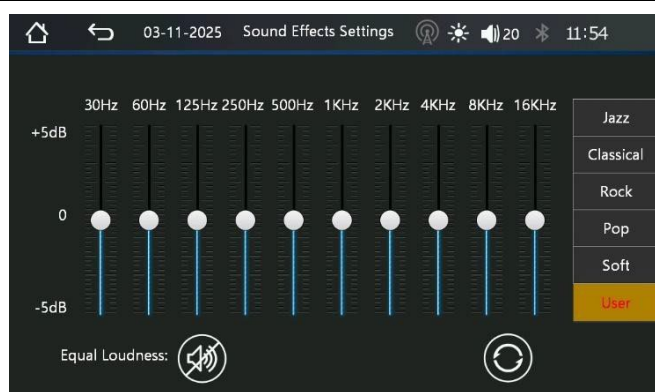 03-11-2025 Sound Effects Settings 20 11:54
30Hz 60Hz 125Hz 250Hz 500Hz 1KHz 2KHz 4KHz 8KHz 16KHz
+5dB
0
-5dB
Jazz
Classical
Rock
Pop
Soft
User
Equal Loudness: